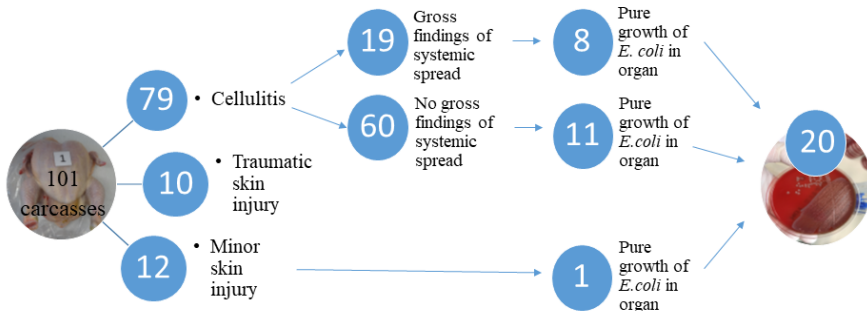 19
Gross
findings of
systemic
spread
8
Pure
growth of
E. coli in
organ
79
• Cellulitis
60
No gross
findings of
systemic
spread
11
Pure
growth of
E.coli in
organ
20
1
101
carcasses
10
• Traumatic
skin
injury
12
• Minor
skin
injury
1
Pure
growth of
E.coli in
organ